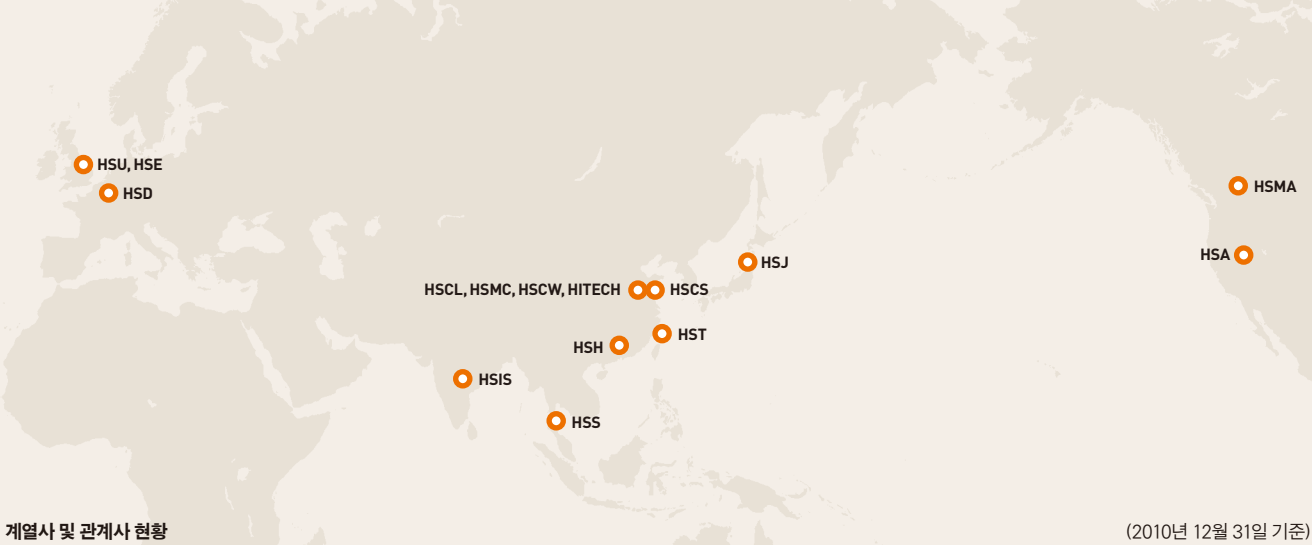 HSU, HSE
HSD
HSMA
HSA
HSJ
HSCL, HSMC, HSCW, HITECH
HSCS
HST
HSH
HSIS
HSS
계열사 및 관계사 현황
(2010년 12월 31일 기준)